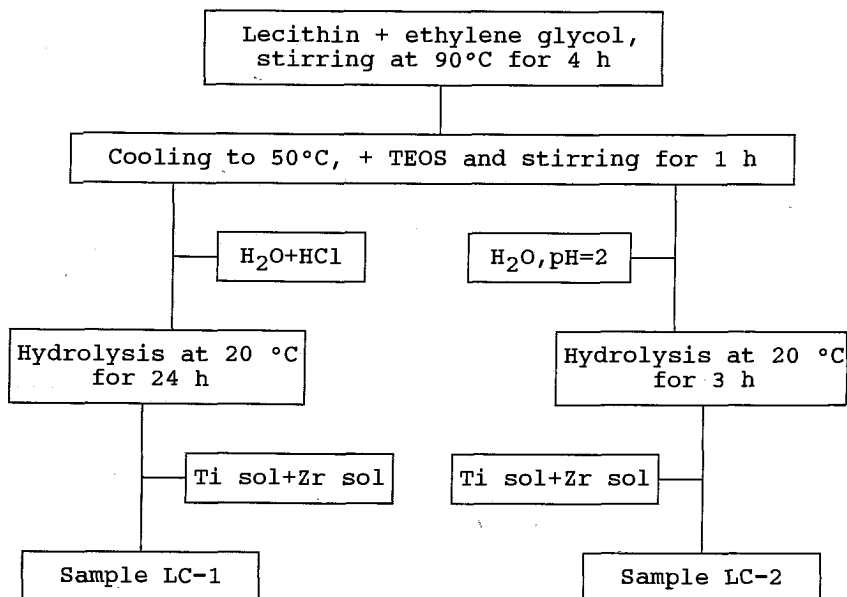 Lecithin + ethylene glycol,
stirring at 90°C for 4 h
Cooling to 50°C, + TEOS and stirring for 1 h
H₂O+HCl
H₂O,pH=2
Hydrolysis at 20 °C
for 24 h
Hydrolysis at 20 °C
for 3 h
Ti sol+Zr sol
Ti sol+Zr sol
Sample LC-1
Sample LC-2